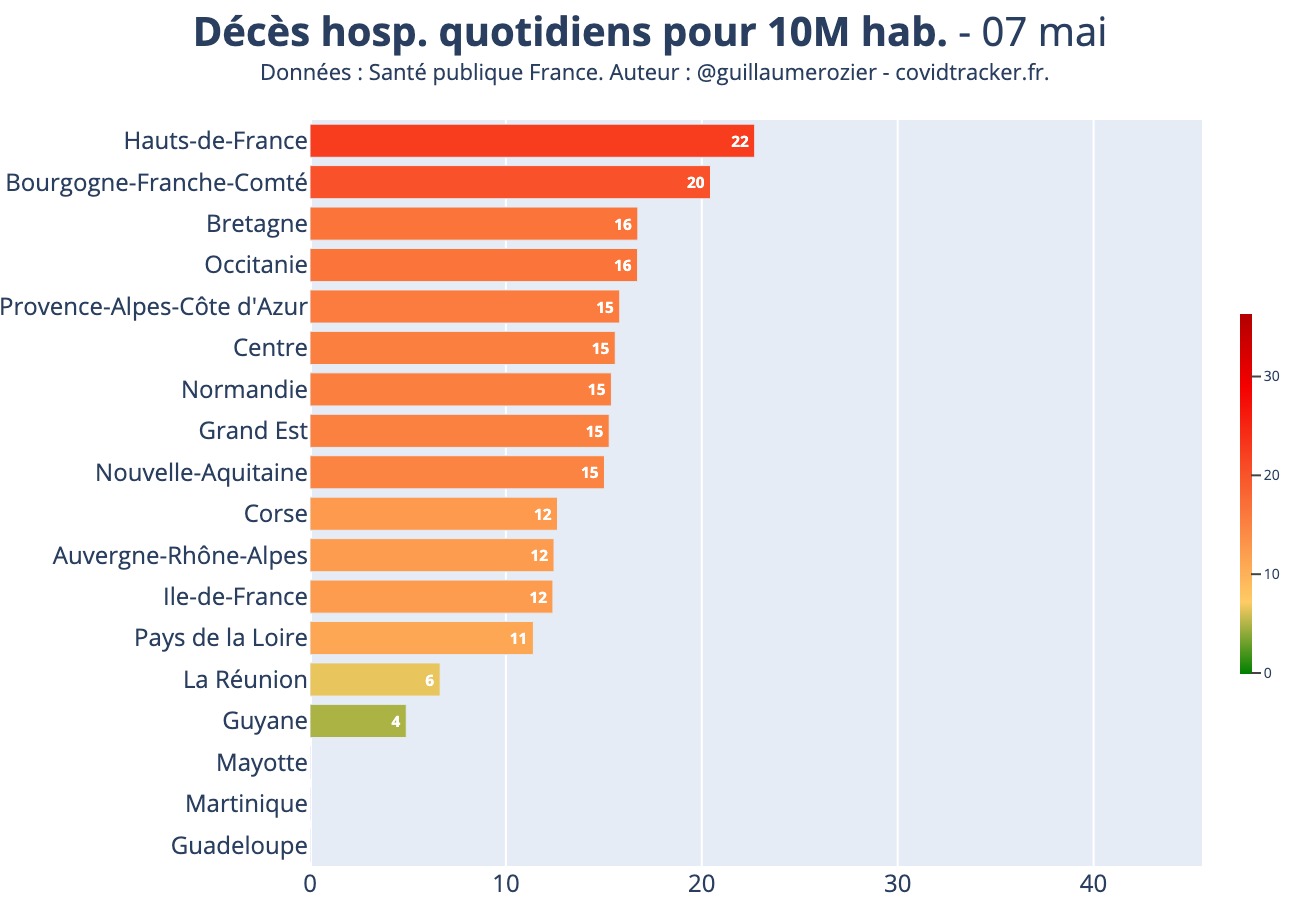 Décès hosp. quotidiens pour 10M hab. - 07 mai
Données : Santé publique France. Auteur : @guillaumerozier - covidtracker.fr.
Hauts-de-France 22
Bourgogne-Franche-Comté 20
Bretagne 16
Occitanie 16
Provence-Alpes-Côte d'Azur 15
Centre 15
Normandie 15
Grand Est 15
Nouvelle-Aquitaine 15
Corse 12
Auvergne-Rhône-Alpes 12
Ile-de-France 12
Pays de la Loire 11
La Réunion 6
Guyane 4
Mayotte
Martinique
Guadeloupe
0 10 20 30 40
30
20
10
0